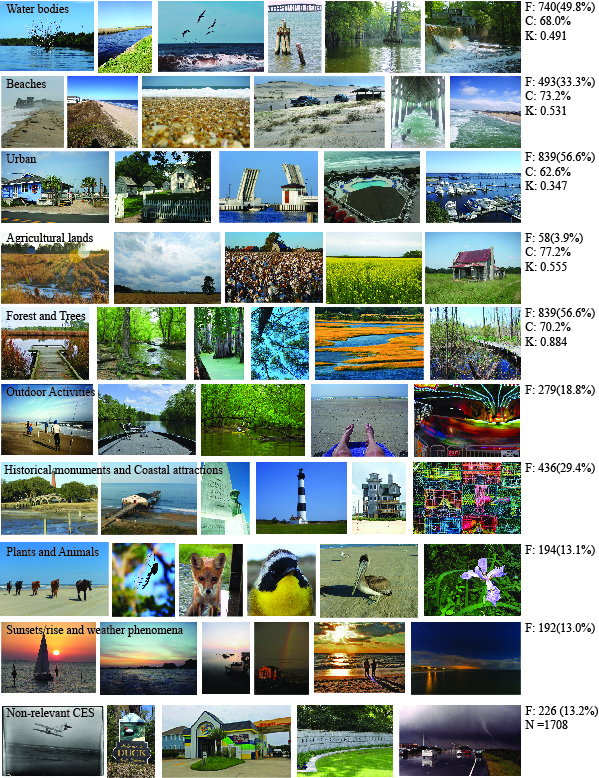 Water bodies
F: 740(49.8%)
C: 68.0%
K: 0.491
Beaches
F: 493(33.3%)
C: 73.2%
K: 0.531
Urban
F: 839(56.6%)
C: 62.6%
K: 0.347
Agricultural lands
F: 58(3.9%)
C: 77.2%
K: 0.555
Forest and Trees
F: 839(56.6%)
C: 70.2%
K: 0.884
Outdoor Activities
F: 279(18.8%)
Historical monuments and Coastal attractions
F: 436(29.4%)
Plants and Animals
F: 194(13.1%)
Sunsets/rise and weather phenomena
F: 192(13.0%)
Non-relevant CES
DUCK
F: 226 (13.2%)
N =1708